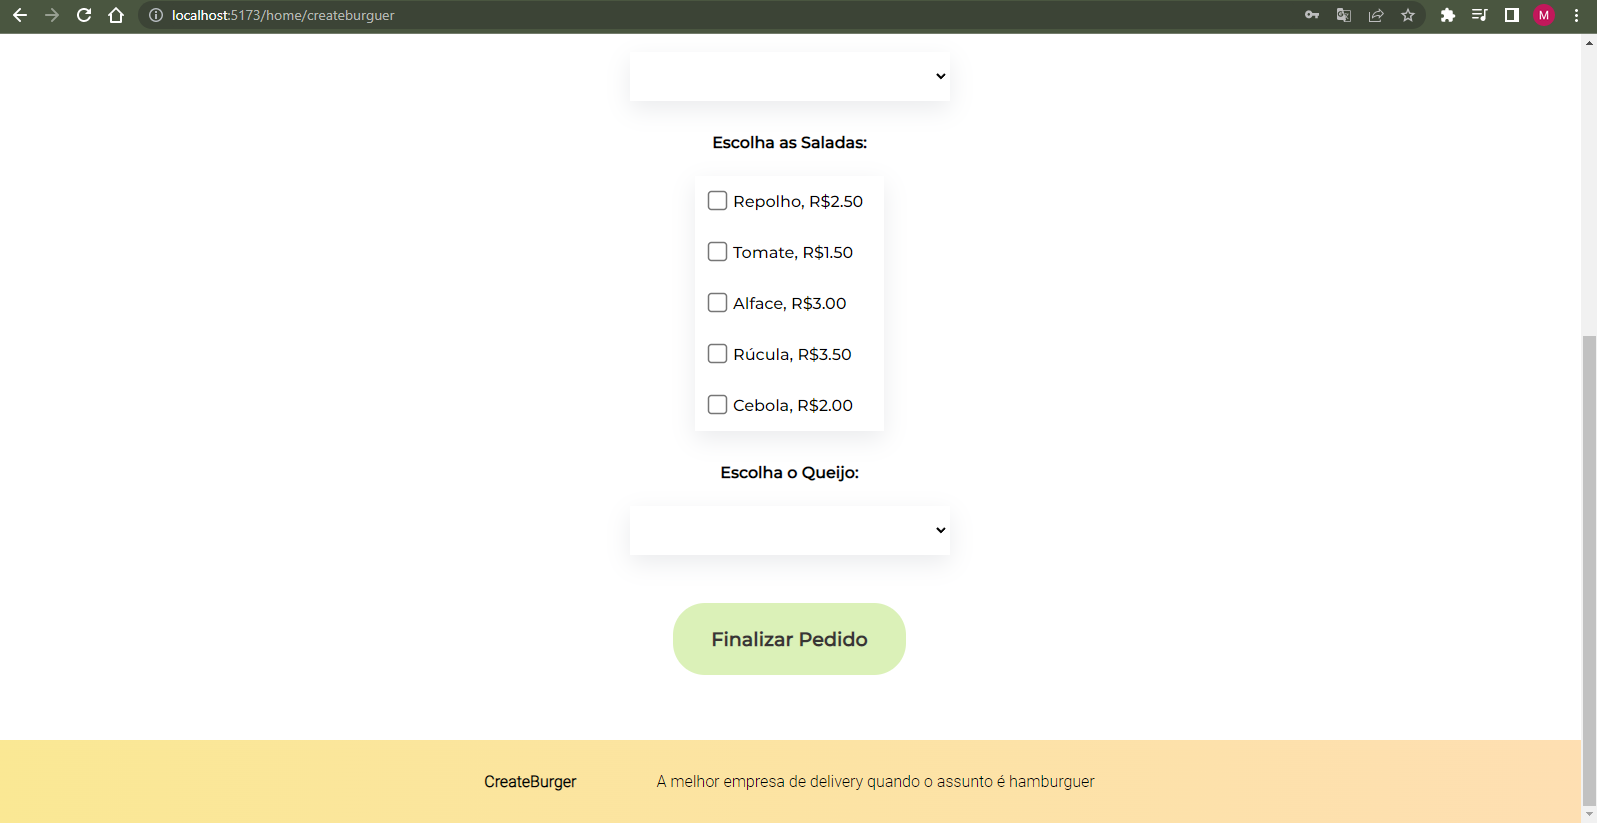 localhost:5173/home/createburguer
M
Escolha as Saladas:
Repolho, R$2.50
Tomate, R$1.50
Alface, R$3.00
Rúcula, R$3.50
Cebola, R$2.00
Escolha o Queijo:
Finalizar Pedido
CreateBurger A melhor empresa de delivery quando o assunto é hamburguer